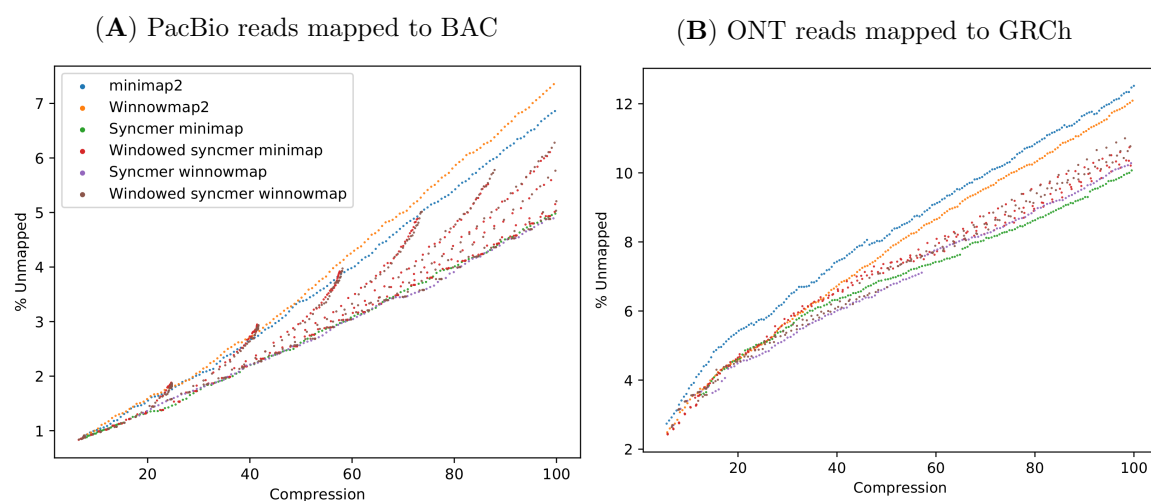 (A) PacBio reads mapped to BAC
(B) ONT reads mapped to GRCh
% Unmapped
7
6
5
4
3
2
1
minimap2
Winnowmap2
Syncmer minimap
Windowed syncmer minimap
Syncmer winnowmap
Windowed syncmer winnowmap
20 40 60 80 100
Compression
% Unmapped
12
10
8
6
4
2
20 40 60 80 100
Compression